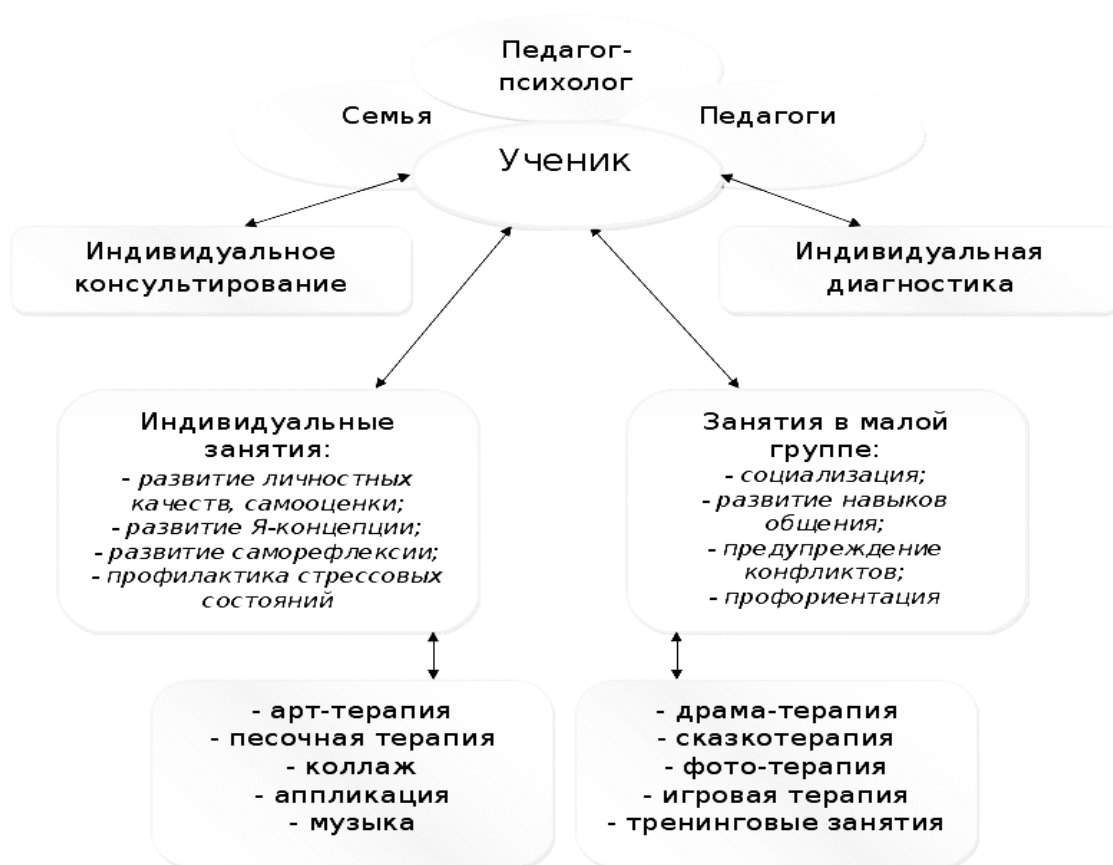 Педагог-
психолог
Семья
Педагоги
Ученик
Индивидуальное
консультирование
Индивидуальная
диагностика
Индивидуальные
занятия:
- развитие личностных
качеств, самооценки;
- развитие Я-концепции;
- развитие саморефлексии;
- профилактика стрессовых
состояний
Занятия в малой
группе:
- социализация;
- развитие навыков
общения;
- предупреждение
конфликтов;
- профориентация
- арт-терапия
- песочная терапия
- коллаж
- аппликация
- музыка
- драма-терапия
- сказкотерапия
- фото-терапия
- игровая терапия
- тренинговые занятия